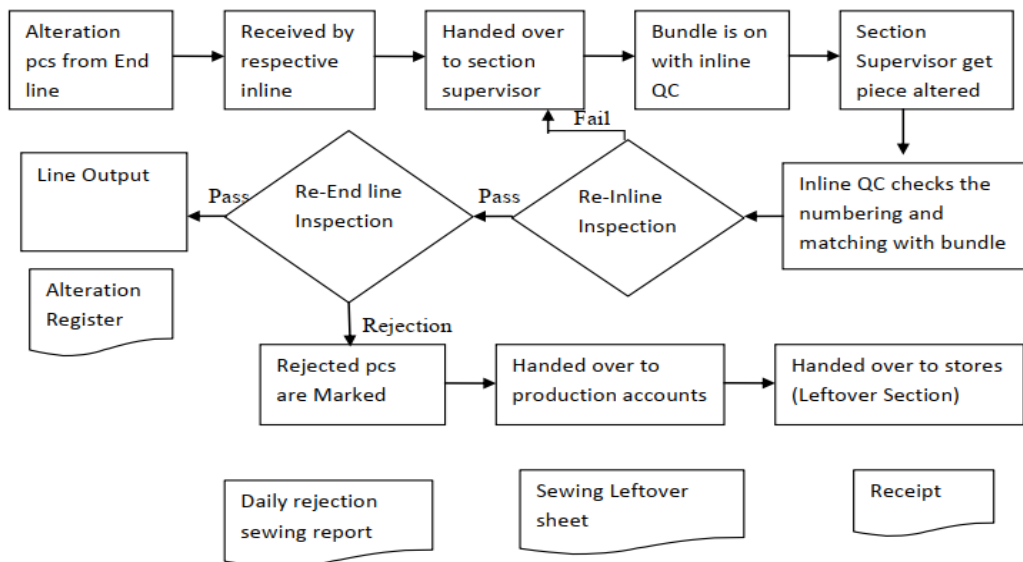 Alteration
pcs from End
line
Received by
respective
inline
Handed over
to section
supervisor
Bundle is on
with inline
QC
Section
Supervisor get
piece altered
Fail
Line Output
Pass
Re-End line
Inspection
Pass
Re-Inline
Inspection
Inline QC checks the
numbering and
matching with bundle
Alteration
Register
Rejection
Rejected pcs
are Marked
Handed over to
production accounts
Handed over to stores
(Leftover Section)
Daily rejection
sewing report
Sewing Leftover
sheet
Receipt